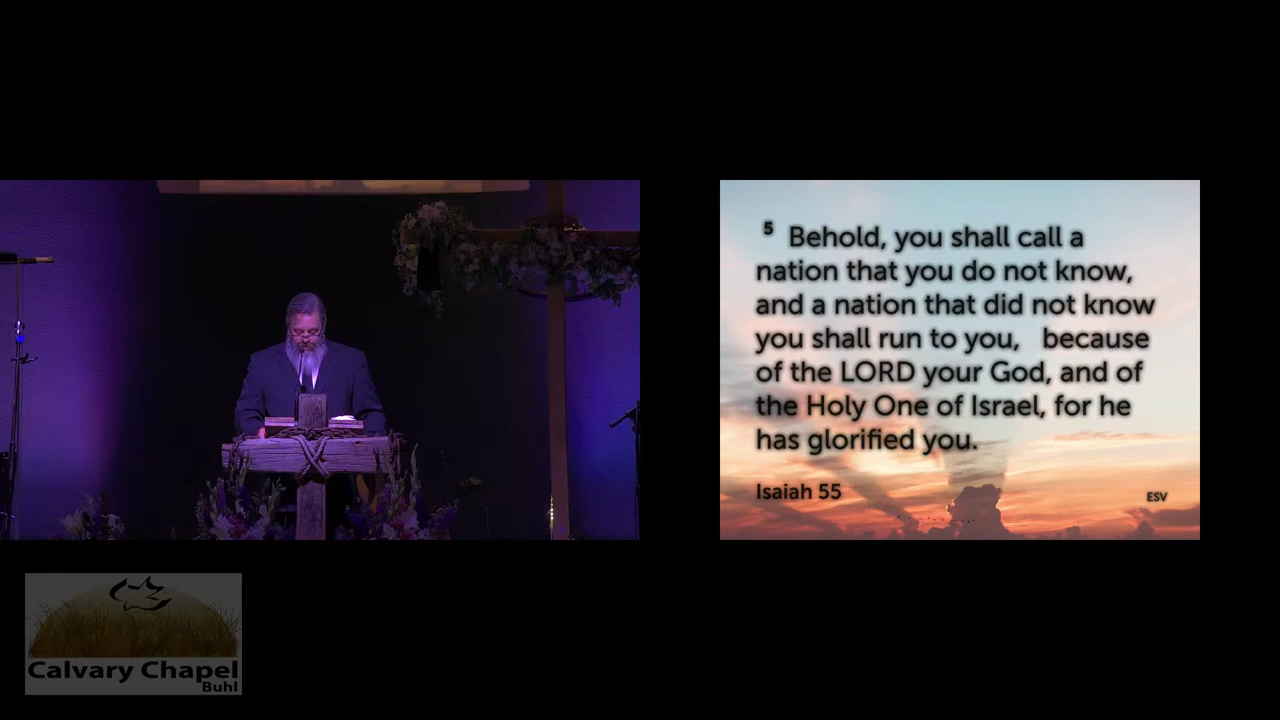 5 Behold, you shall call a
nation that you do not know,
and a nation that did not know
you shall run to you, because
of the LORD your God, and of
the Holy One of Israel, for he
has glorified you.
Isaiah 55
ESV
Calvary Chapel
Buhl